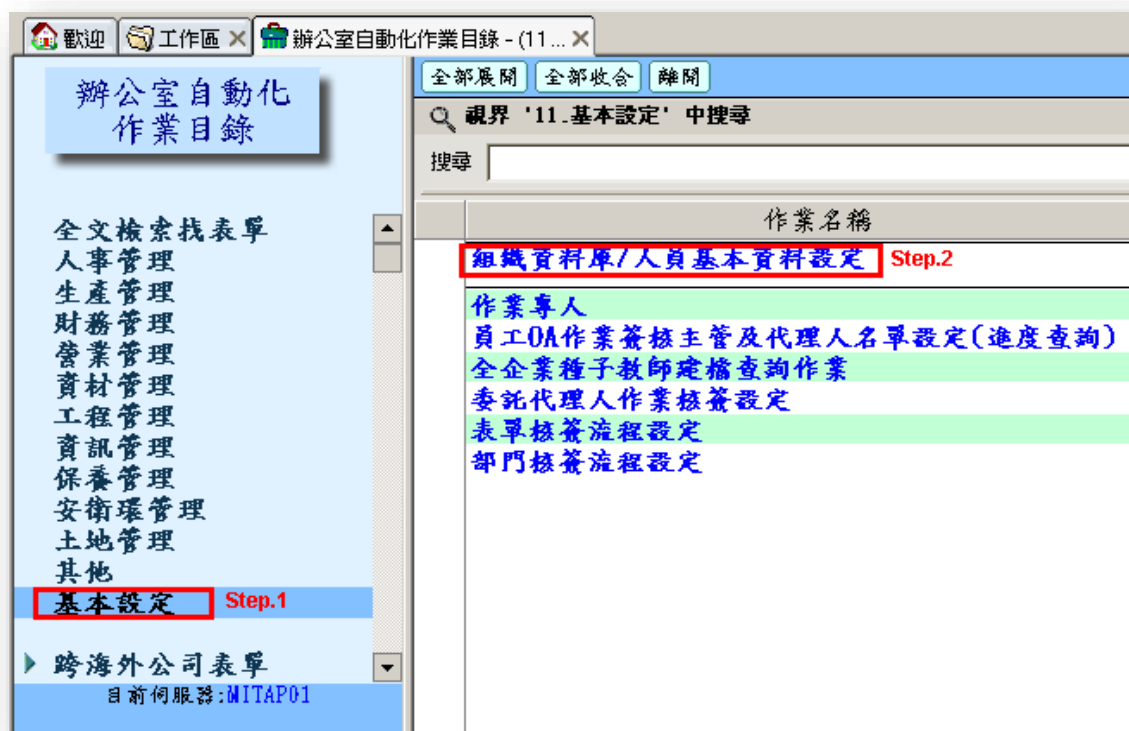 歡迎 工作區 辦公室自動化作業目錄 - (11...
辦公室自動化
作業目錄
全文檢索找表單
人事管理
生產管理
財務管理
營業管理
資材管理
工程管理
資訊管理
保養管理
安衛環管理
土地管理
其他
基本設定 Step.1
跨海外公司表單
目前伺服器:MITAP01
全部展開 全部收合 離開
視界 '11.基本設定' 中搜尋
搜尋
作業名稱
組織資料庫/人員基本資料設定 Step.2
作業專人
員工OA作業簽核主管及代理人名單設定(進度查詢)
全企業種子教師建檔查詢作業
委託代理人作業核簽設定
表單核簽流程設定
部門核簽流程設定